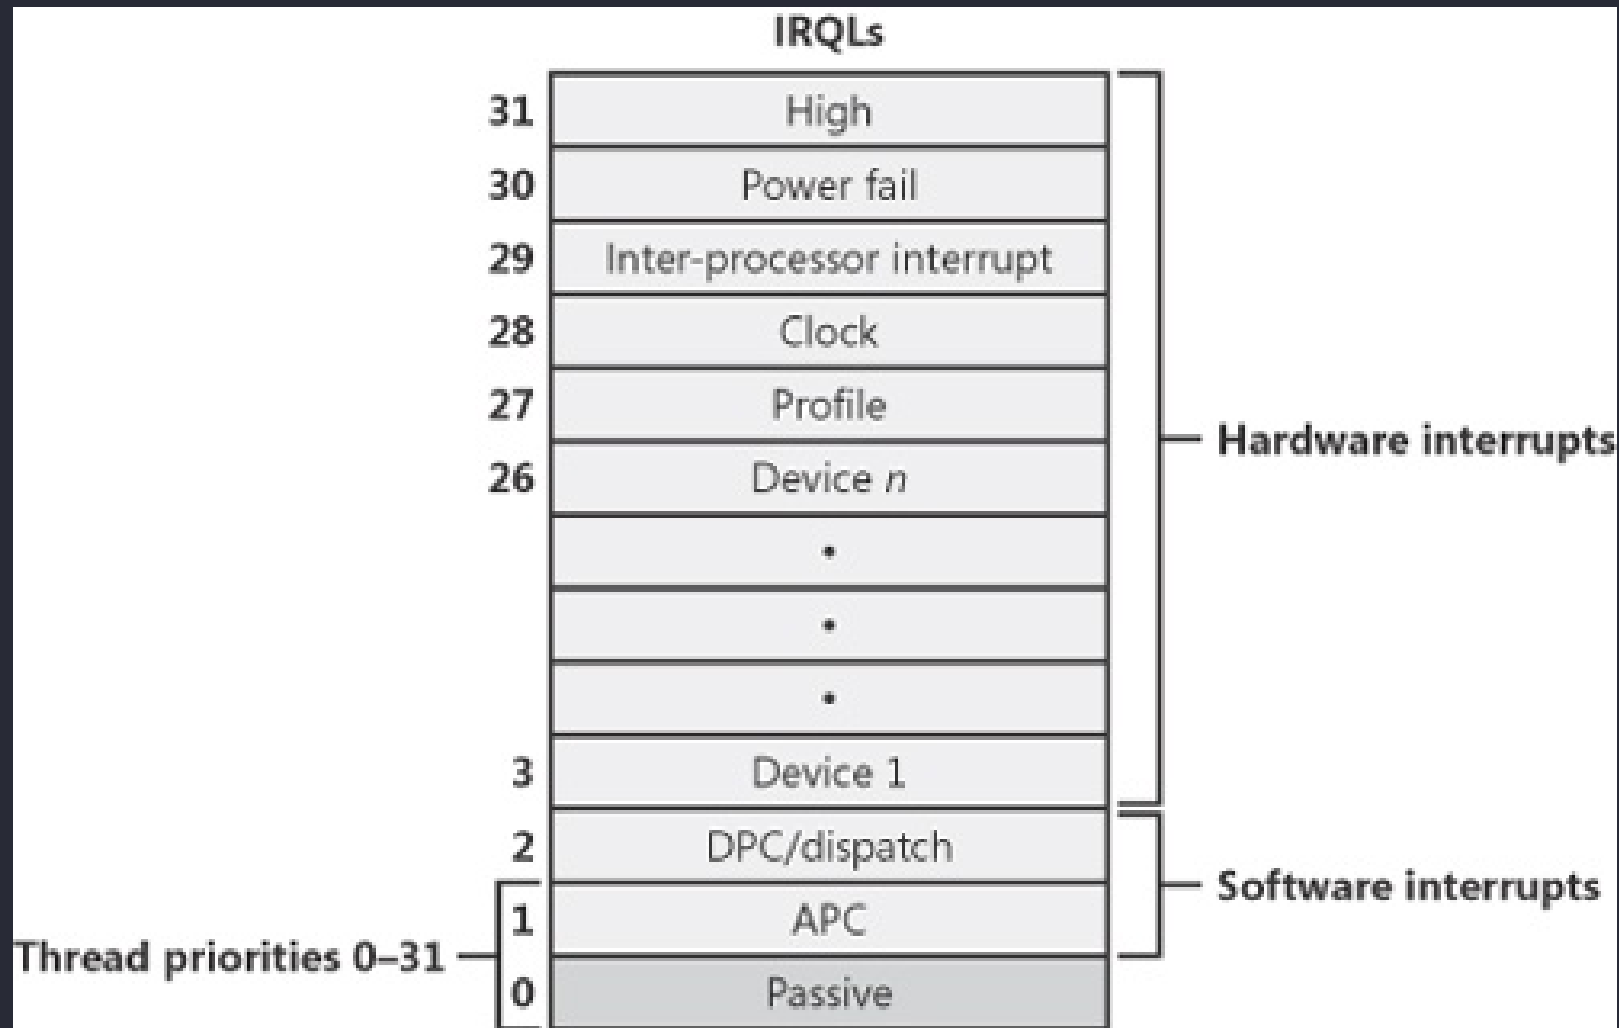 IRQLs
31 High
30 Power fail
29 Inter-processor interrupt
28 Clock
27 Profile
26 Device n
Hardware interrupts
•
•
•
3 Device 1
2 DPC/dispatch
Software interrupts
1 APC
Thread priorities 0–31
0 Passive